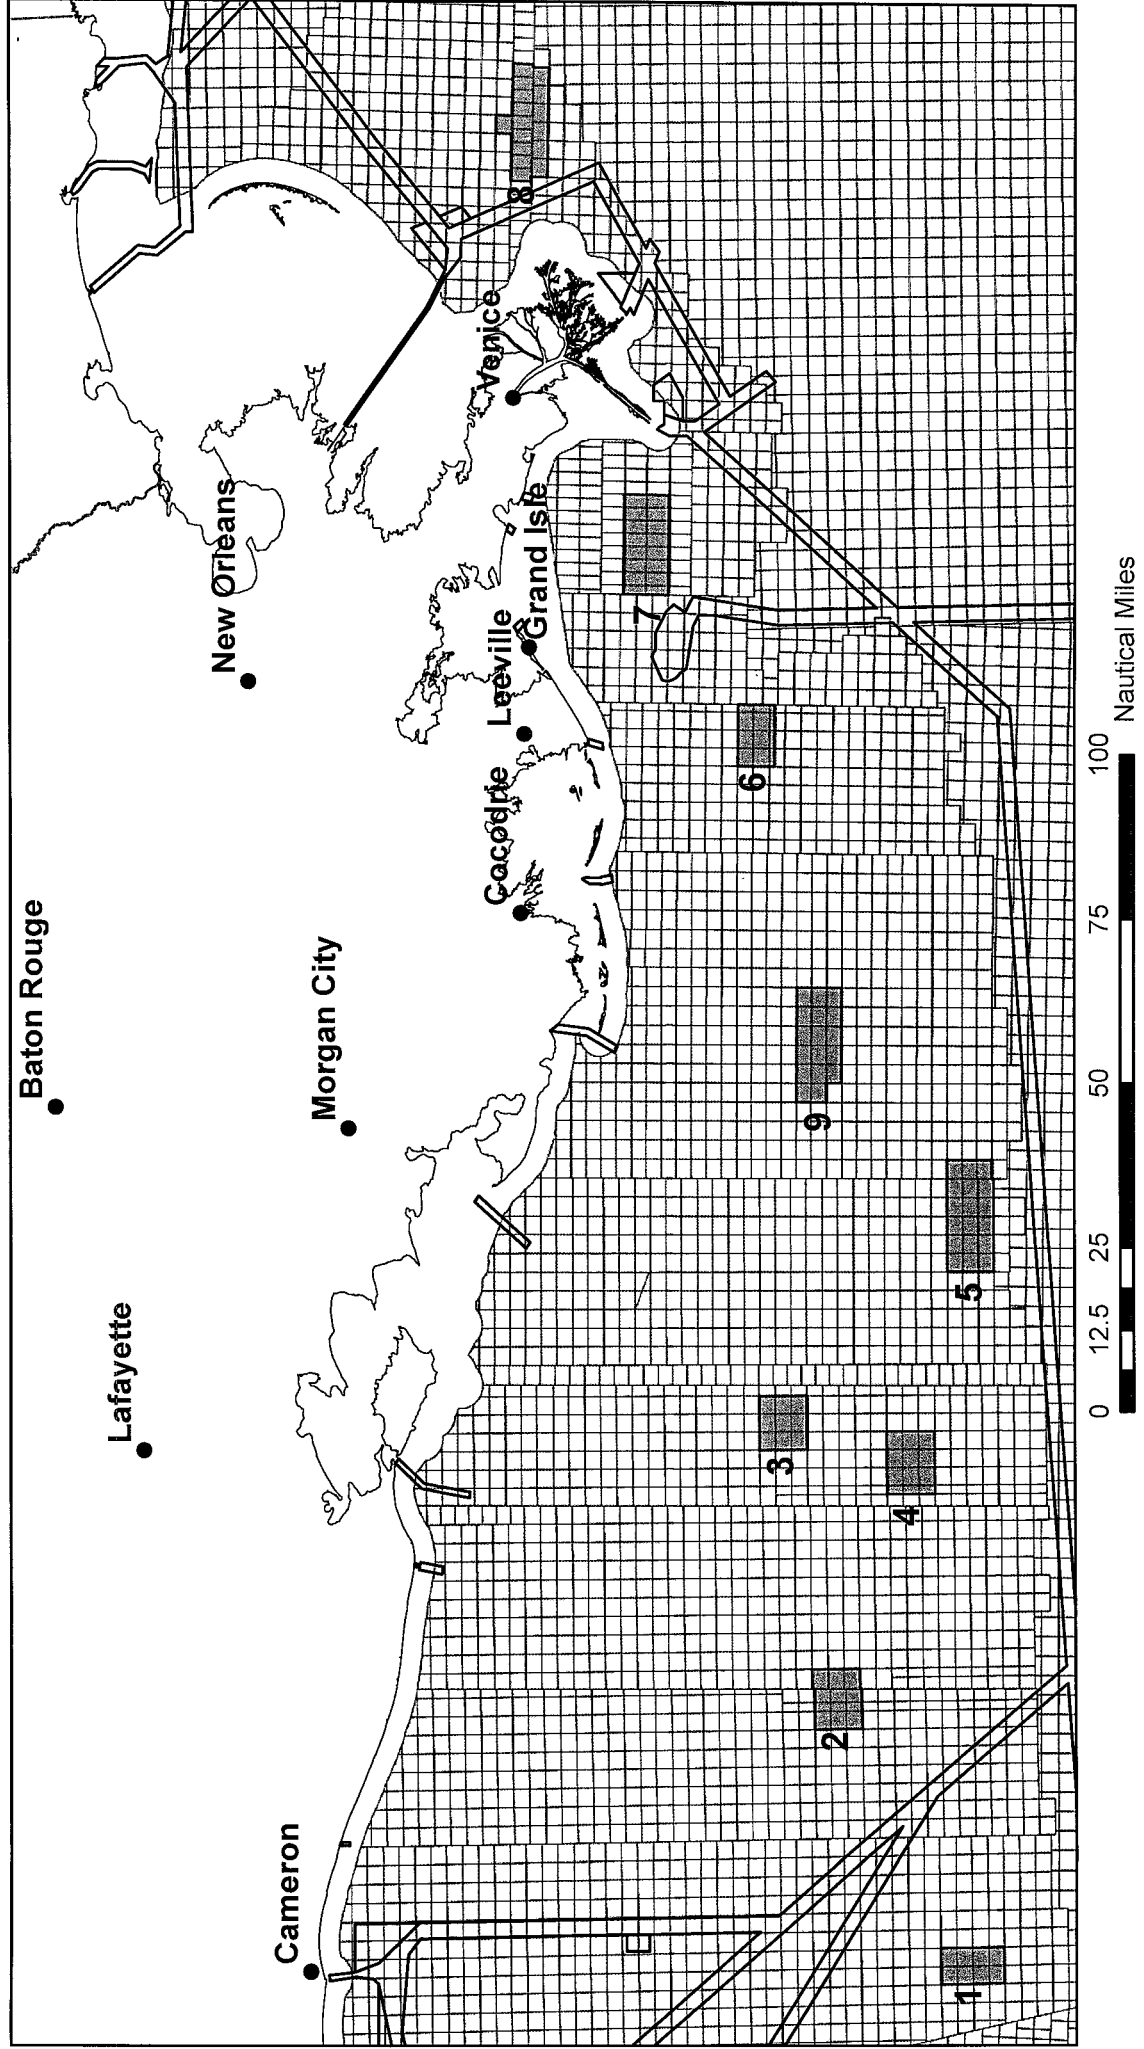 Baton Rouge
Lafayette
New Orleans
Morgan City
Cameron
Venice
Grand Isle
Leeville
Cocodrie
8
7
6
9
3
5
4
2
1
0 12.5 25 50 75 100
Nautical Miles